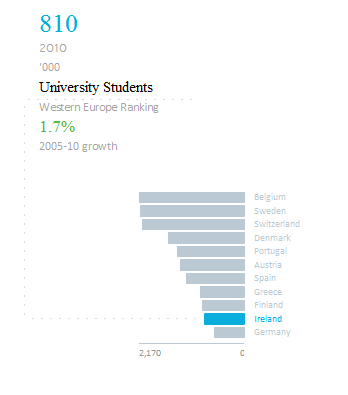 810
2010
'000
University Students
Western Europe Ranking
1.7%
2005-10 growth
Belgium
Sweden
Switzerland
Denmark
Portugal
Austria
Spain
Greece
Finland
Ireland
Germany
2,170 0